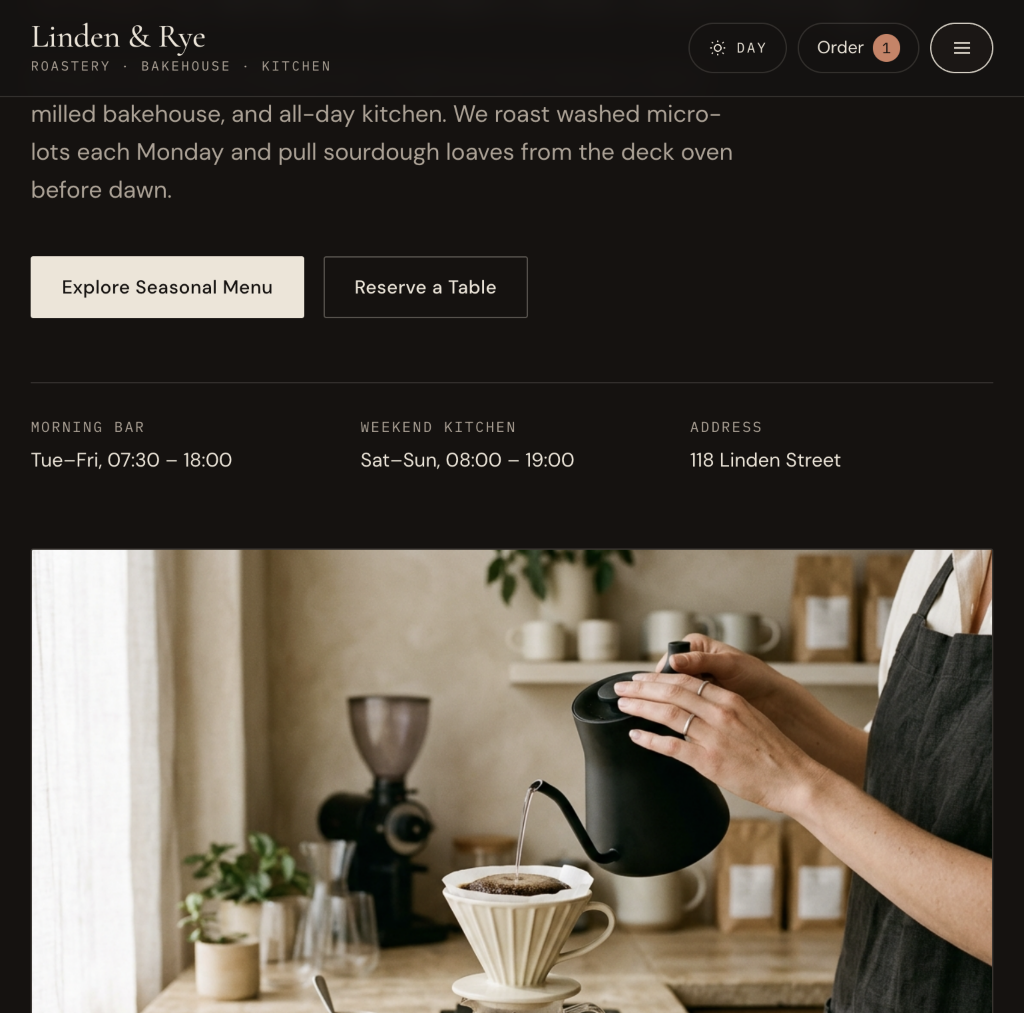 Linden & Rye
ROASTERY · BAKEHOUSE · KITCHEN
DAY
Order 1
milled bakehouse, and all-day kitchen. We roast washed micro-
lots each Monday and pull sourdough loaves from the deck oven
before dawn.
Explore Seasonal Menu
Reserve a Table
MORNING BAR
Tue–Fri, 07:30 – 18:00
WEEKEND KITCHEN
Sat–Sun, 08:00 – 19:00
ADDRESS
118 Linden Street